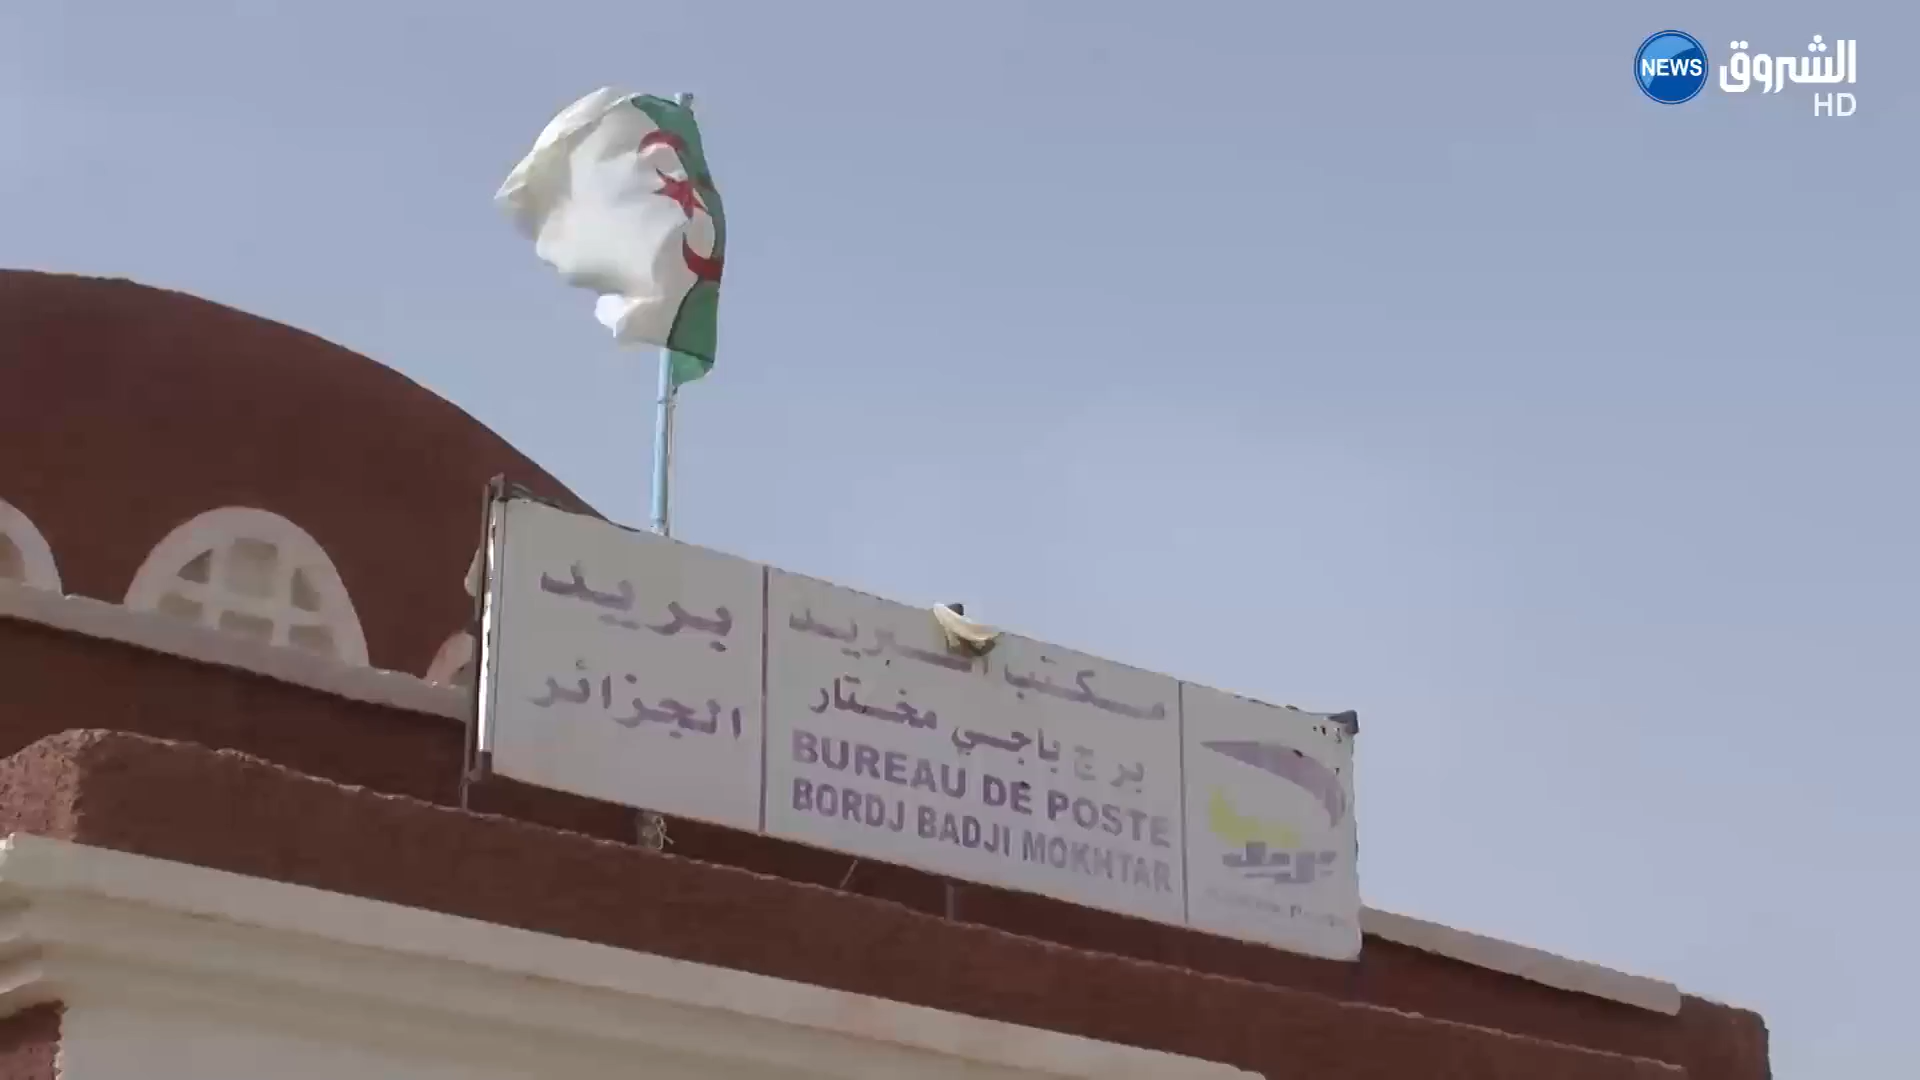 NEWS الشروق
HD
بريد
الجزائر
مكتب البريد
برج باجي مختار
BUREAU DE POSTE
BORDJ BADJI MOKHTAR